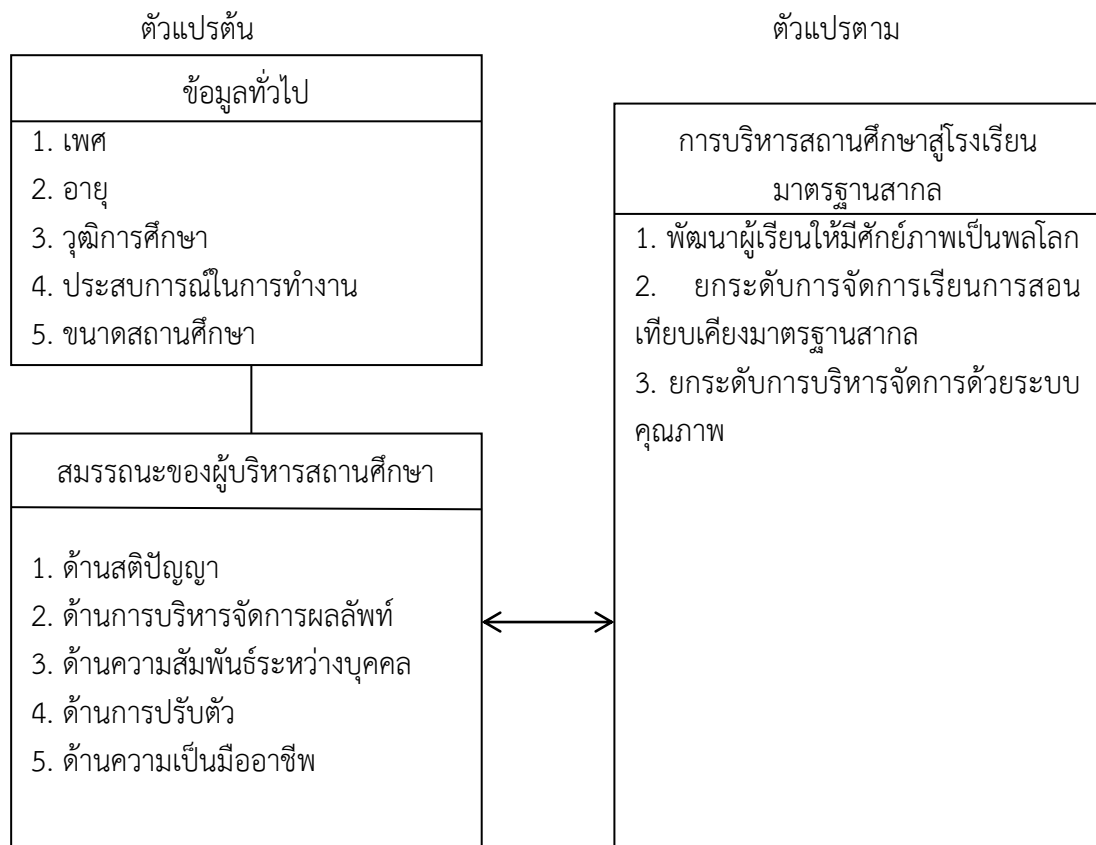 ตัวแปรต้น
ข้อมูลทั่วไป
1. เพศ
2. อายุ
3. วุฒิการศึกษา
4. ประสบการณ์ในการทำงาน
5. ขนาดสถานศึกษา
สมรรถนะของผู้บริหารสถานศึกษา
1. ด้านสติปัญญา
2. ด้านการบริหารจัดการผลลัพท์
3. ด้านความสัมพันธ์ระหว่างบุคคล
4. ด้านการปรับตัว
5. ด้านความเป็นมืออาชีพ
ตัวแปรตาม
การบริหารสถานศึกษาสู่โรงเรียน
มาตรฐานสากล
1. พัฒนาผู้เรียนให้มีศักย์ภาพเป็นพลโลก
2. ยกระดับการจัดการเรียนการสอน
เทียบเคียงมาตรฐานสากล
3. ยกระดับการบริหารจัดการด้วยระบบ
คุณภาพ